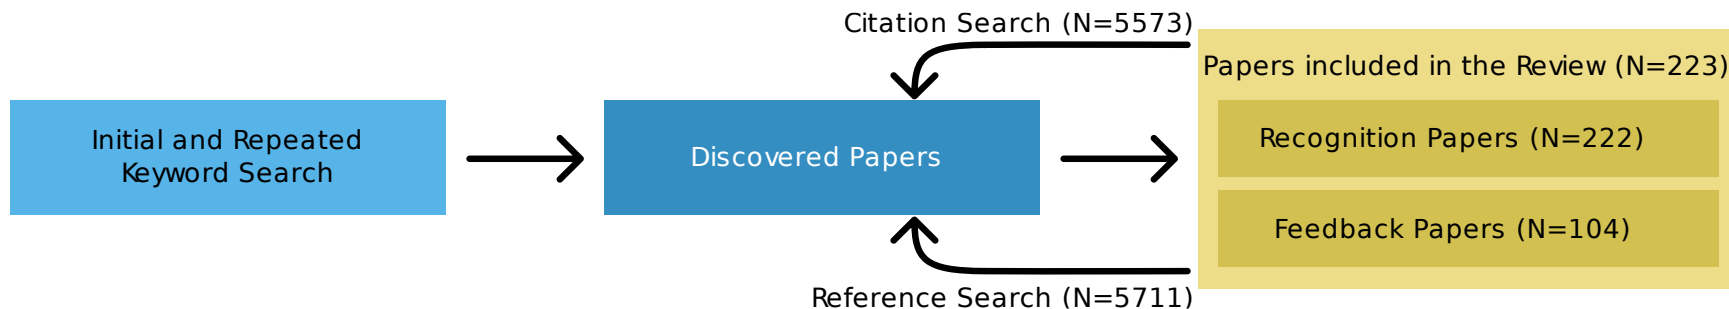 Citation Search (N=5573)
Initial and Repeated
Keyword Search
Discovered Papers
Papers included in the Review (N=223)
Recognition Papers (N=222)
Feedback Papers (N=104)
Reference Search (N=5711)